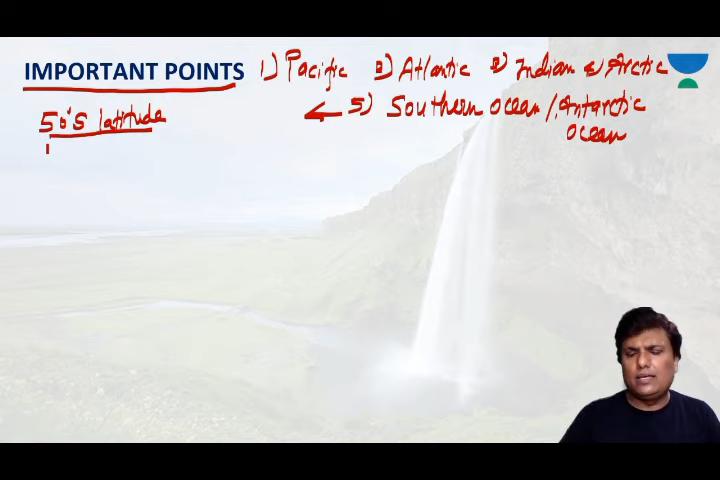 IMPORTANT POINTS 1) Pacific 2) Atlantic 3) Indian 4) Arctic
5) Southern Ocean / Antarctic
Ocean
50°S latitude